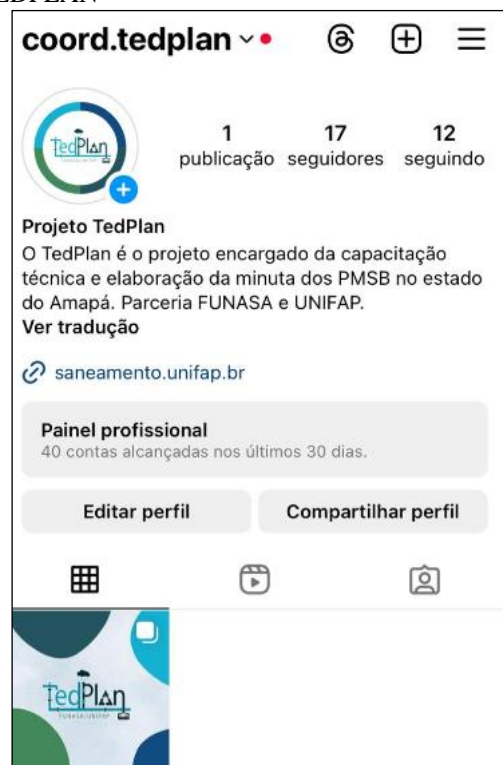 coord.tedplan
TedPlan
1
publicação
17
seguidores
12
seguindo
Projeto TedPlan
O TedPlan é o projeto encargado da capacitação
técnica e elaboração da minuta dos PMSB no estado
do Amapá. Parceria FUNASA e UNIFAP.
Ver tradução
saneamento.unifap.br
Painel profissional
40 contas alcançadas nos últimos 30 dias.
Editar perfil
Compartilhar perfil
TedPlan
FUNASA/UNIFAP